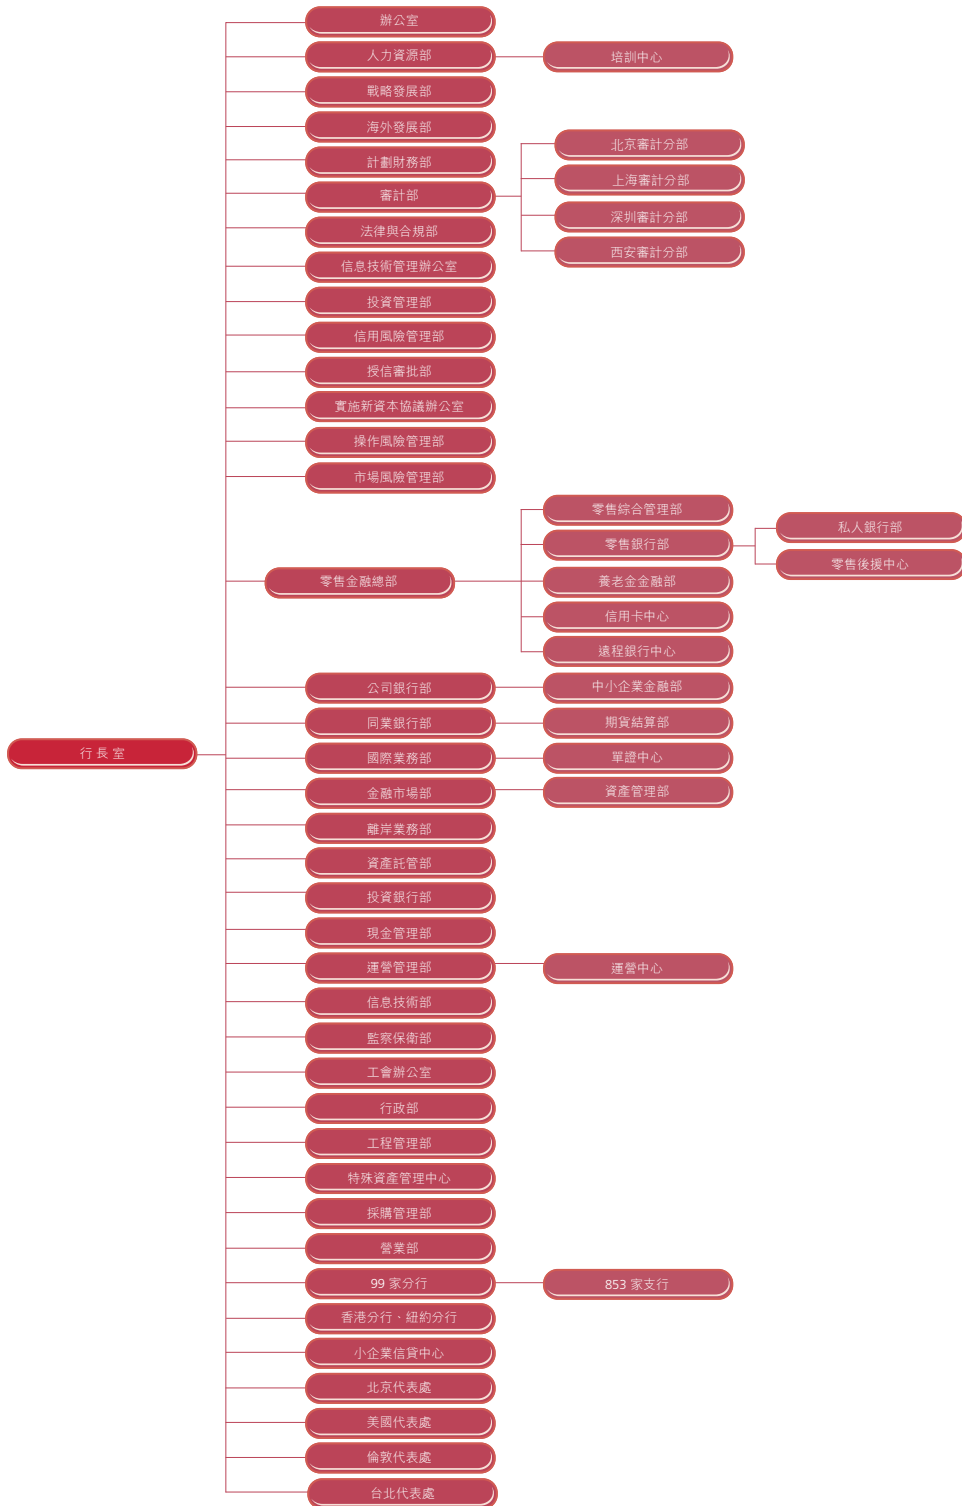 辦公室
人力資源部
培訓中心
戰略發展部
海外發展部
計劃財務部
審計部
北京審計分部
上海審計分部
深圳審計分部
西安審計分部
法律與合規部
信息技術管理辦公室
投資管理部
信用風險管理部
授信審批部
實施新資本協議辦公室
操作風險管理部
市場風險管理部
零售金融總部
零售綜合管理部
零售銀行部
私人銀行部
零售後援中心
養老金金融部
信用卡中心
遠程銀行中心
公司銀行部
中小企業金融部
同業銀行部
期貨結算部
行長室
國際業務部
單證中心
金融市場部
資產管理部
離岸業務部
資產託管部
投資銀行部
現金管理部
運營管理部
運營中心
信息技術部
監察保衛部
工會辦公室
行政部
工程管理部
特殊資產管理中心
採購管理部
營業部
99 家分行
853 家支行
香港分行、紐約分行
小企業信貸中心
北京代表處
美國代表處
倫敦代表處
台北代表處